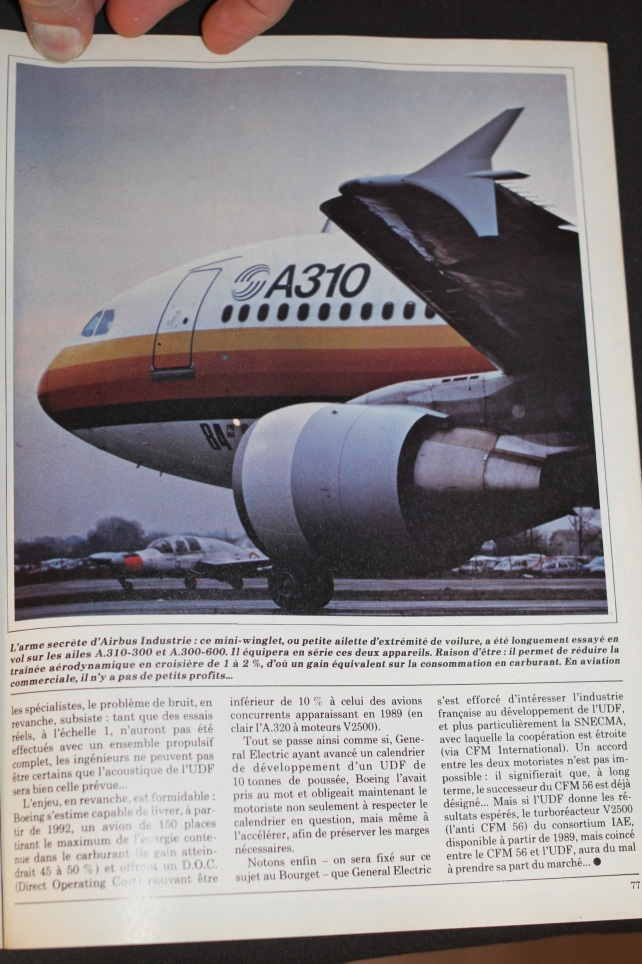 A310
84
L'arme secrète d'Airbus Industrie : ce mini-winglet, ou petite ailette d'extrémité de voilure, a été longuement essayé en
vol sur les ailes A.310-300 et A.300-600. Il équipera en série ces deux appareils. Raison d'être : il permet de réduire la
traînée aérodynamique en croisière de 1 à 2 %, d'où un gain équivalent sur la consommation en carburant. En aviation
commerciale, il n'y a pas de petits profits...
les spécialistes, le problème de bruit, en
revanche, subsiste : tant que des essais
réels, à l'échelle 1, n'auront pas été
effectués avec un ensemble propulsif
complet, les ingénieurs ne peuvent pas
être certains que l'acoustique de l'UDF
sera bien celle prévue...
L'enjeu, en revanche, est formidable :
Boeing s'estime capable de livrer, à par-
tir de 1992, un avion de 150 places
tirant le maximum de l'énergie conte-
nue dans le carburant (le gain attein-
drait 45 à 50 %) et offrant un D.O.C.
(Direct Operating Cost) pouvant être
inférieur de 10 % à celui des avions
concurrents apparaissant en 1989 (en
clair l'A.320 à moteurs V2500).
Tout se passe ainsi comme si, Gene-
ral Electric ayant avancé un calendrier
de développement d'un UDF de
10 tonnes de poussée, Boeing l'avait
pris au mot et obligeait maintenant le
motoriste non seulement à respecter le
calendrier en question, mais même à
l'accélérer, afin de préserver les marges
nécessaires.
Notons enfin – on sera fixé sur ce
sujet au Bourget – que General Electric
s'est efforcé d'intéresser l'industrie
française au développement de l'UDF,
et plus particulièrement la SNECMA,
avec laquelle la coopération est étroite
(via CFM International). Un accord
entre les deux motoristes n'est pas im-
possible : il signifierait que, à long
terme, le successeur du CFM 56 est déjà
désigné... Mais si l'UDF donne les ré-
sultats espérés, le turboréacteur V2500
(l'anti CFM 56) du consortium IAE,
disponible à partir de 1989, mais coincé
entre le CFM 56 et l'UDF, aura du mal
à prendre sa part du marché... ●
77